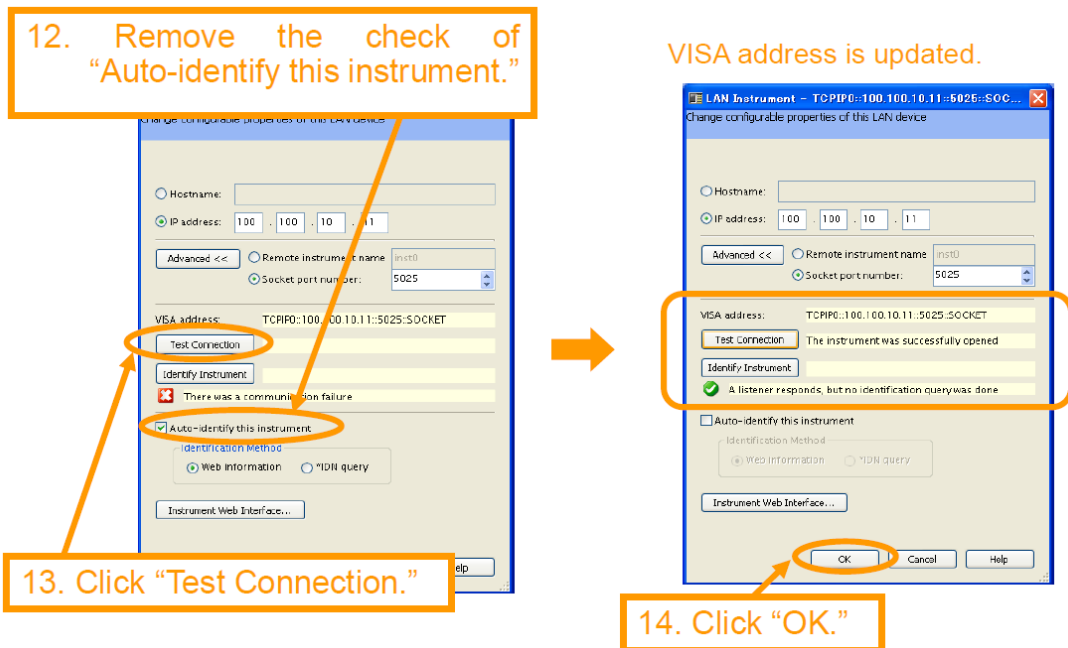 12. Remove the check of
“Auto-identify this instrument.”
Change configurable properties of this LAN device
Hostname:
IP address: 100 . 100 . 10 . 11
Advanced << Remote instrument name inst0
Socket port number: 5025
VISA address: TCPIP0::100.100.10.11::5025::SOCKET
Test Connection
Identify Instrument
There was a communication failure
Auto-identify this instrument
Identification Method
Web information *IDN query
Instrument Web Interface...
elp
13. Click “Test Connection.”
VISA address is updated.
LAN Instrument - TCPIP0::100.100.10.11::5025::SOC...
Change configurable properties of this LAN device
Hostname:
IP address: 100 . 100 . 10 . 11
Advanced << Remote instrument name inst0
Socket port number: 5025
VISA address: TCPIP0::100.100.10.11::5025::SOCKET
Test Connection The instrument was successfully opened
Identify Instrument
A listener responds, but no identification query was done
Auto-identify this instrument
Identification Method
Web information *IDN query
Instrument Web Interface...
OK Cancel Help
14. Click “OK.”